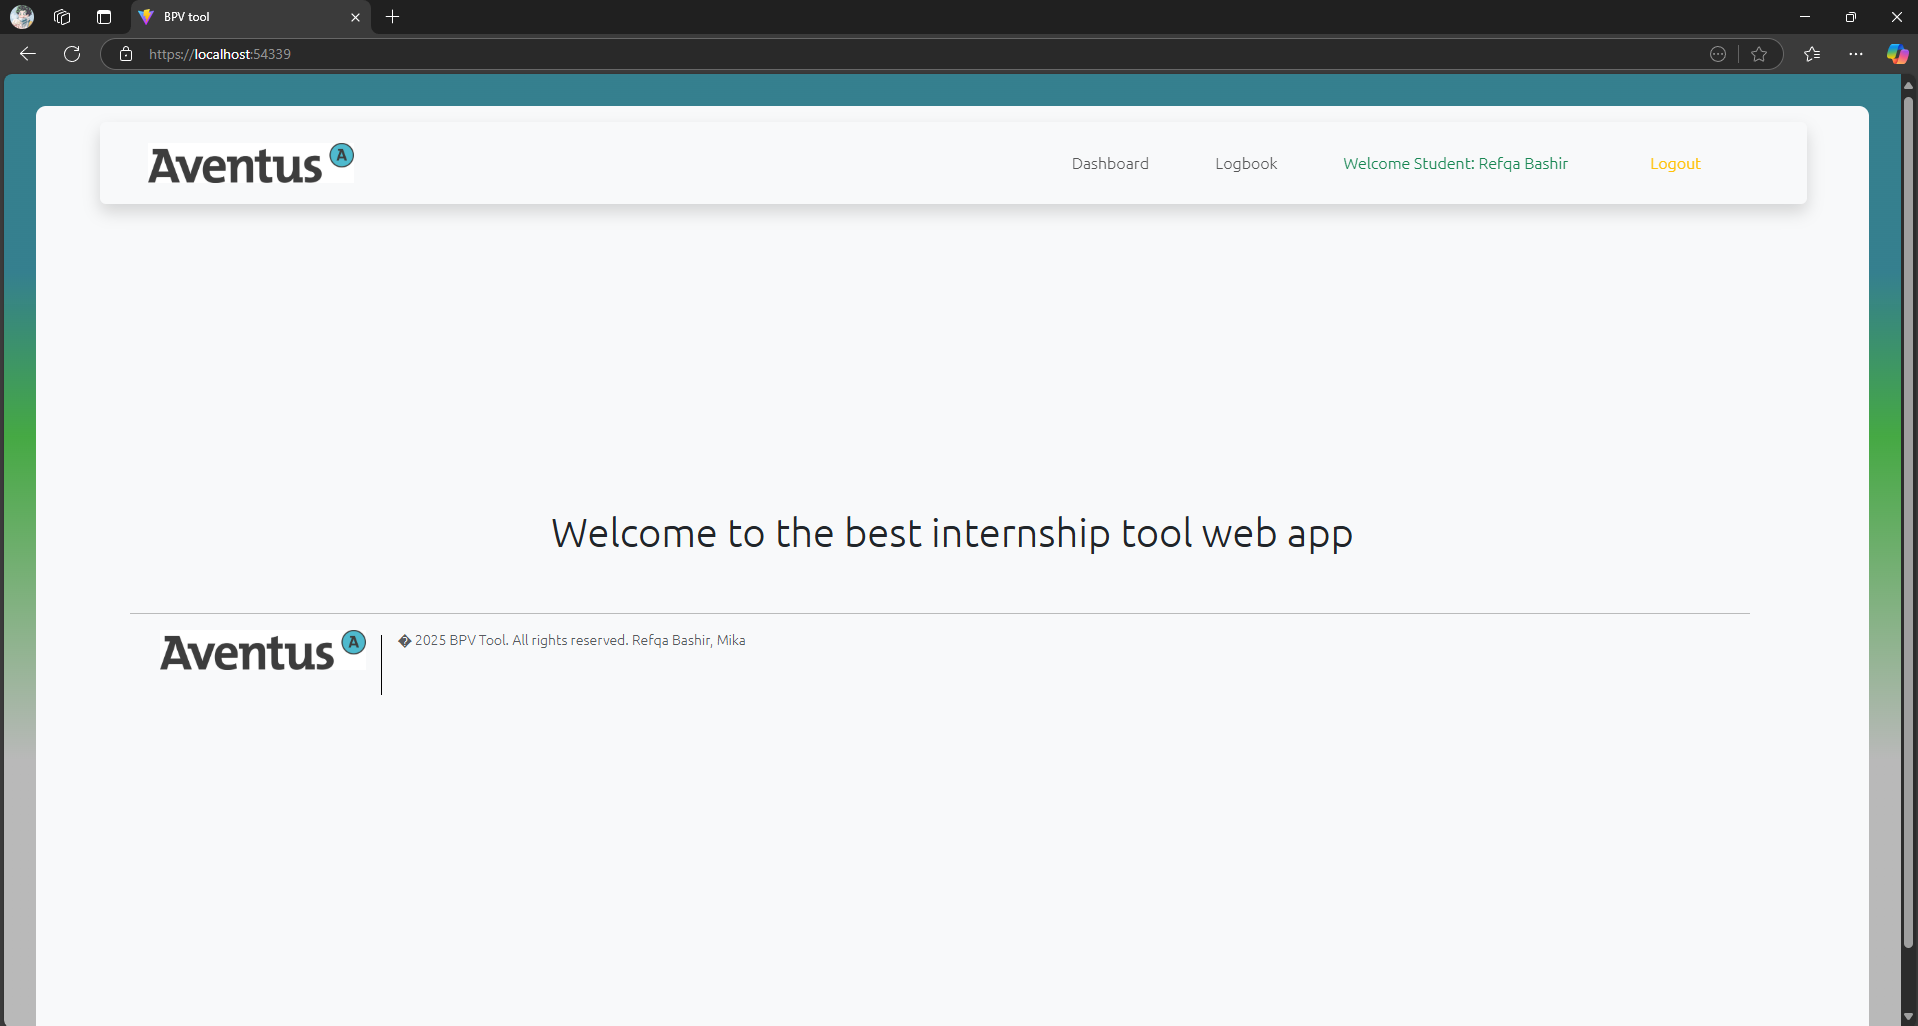 BPV tool
https://localhost:54339
Aventus A
Dashboard Logbook Welcome Student: Refqa Bashir Logout
Welcome to the best internship tool web app
Aventus A
� 2025 BPV Tool. All rights reserved. Refqa Bashir, Mika